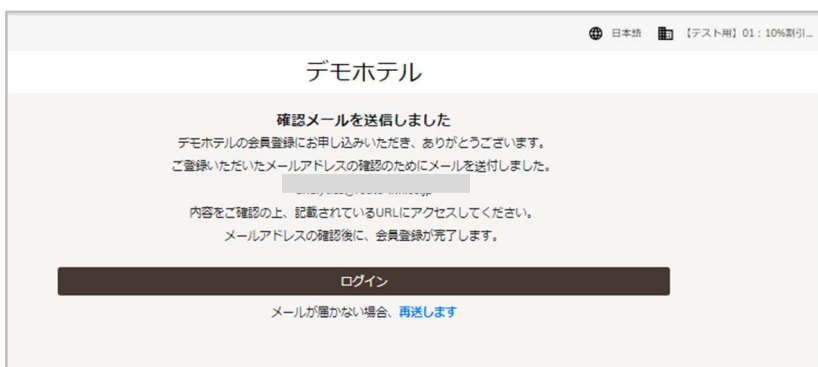 日本語 【テスト用】01：10%割引...
デモホテル
確認メールを送信しました
デモホテルの会員登録にお申し込みいただき、ありがとうございます。
ご登録いただいたメールアドレスの確認のためにメールを送付しました。
内容をご確認の上、記載されているURLにアクセスしてください。
メールアドレスの確認後に、会員登録が完了します。
ログイン
メールが届かない場合、再送します